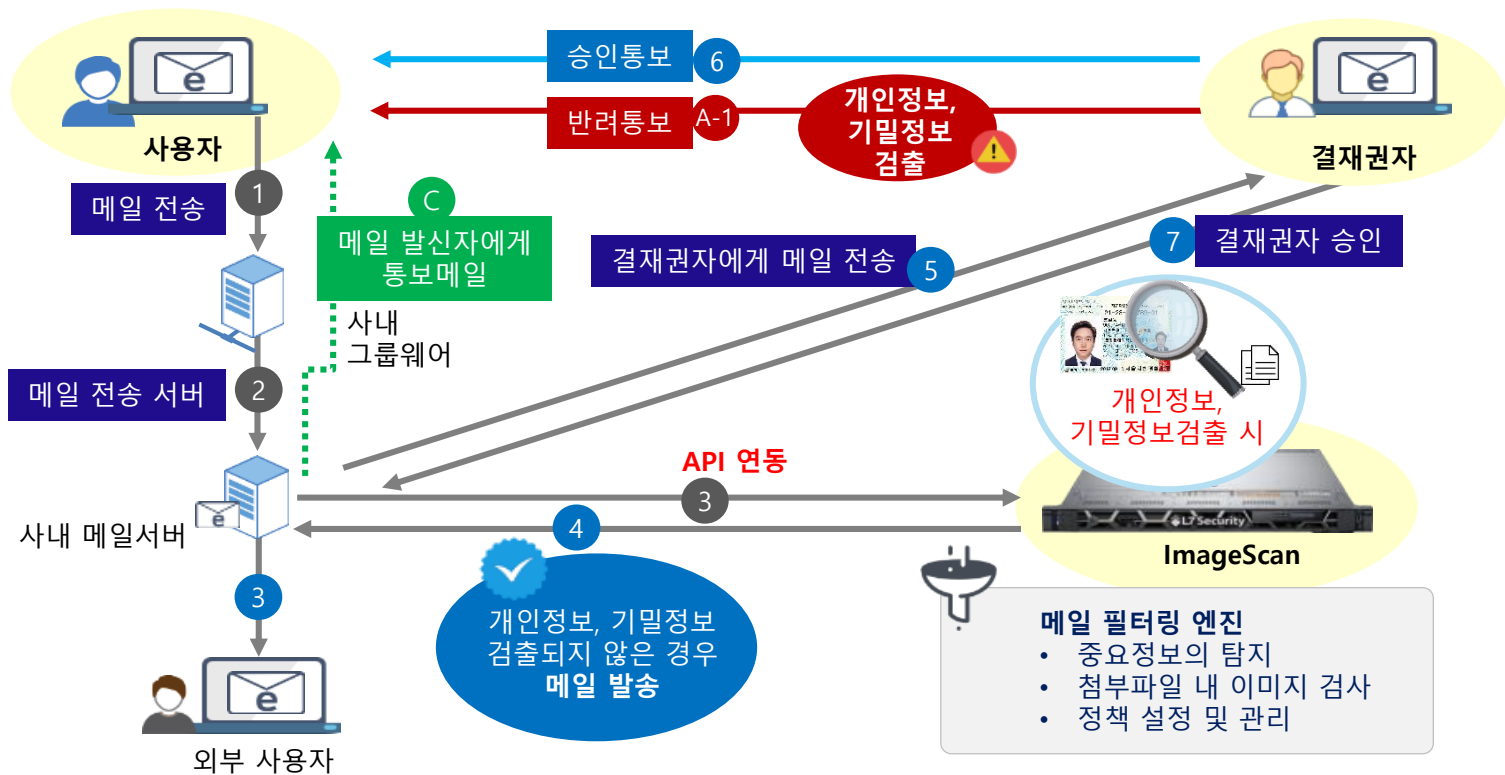 승인통보
6
반려통보
A-1
개인정보,
기밀정보
검출
사용자
결재권자
1
메일 전송
C
메일 발신자에게
통보메일
결재권자에게 메일 전송
5
7
결재권자 승인
사내
그룹웨어
2
메일 전송 서버
개인정보,
기밀정보검출 시
API 연동
3
사내 메일서버
4
L7 Security
ImageScan
3
개인정보, 기밀정보
검출되지 않은 경우
메일 발송
메일 필터링 엔진
• 중요정보의 탐지
• 첨부파일 내 이미지 검사
• 정책 설정 및 관리
외부 사용자